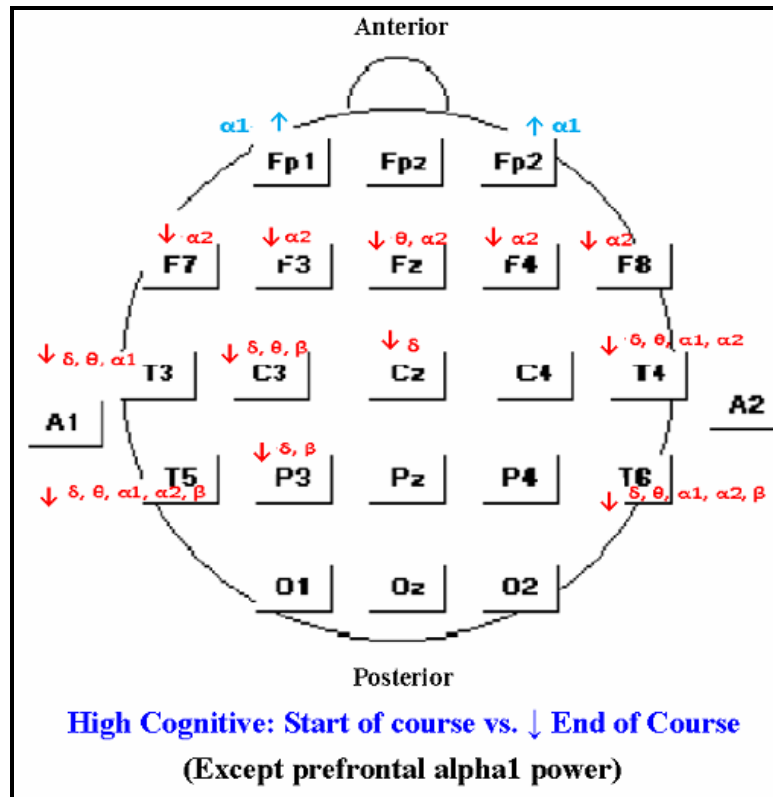 Anterior
α1 ↑ ↑ α1
Fp1 Fpz Fp2
↓ α2 ↓ α2 ↓ θ, α2 ↓ α2 ↓ α2
F7 F3 Fz F4 F8
↓ δ, θ, α1 ↓ δ, θ, β ↓ δ ↓ δ, θ, α1, α2
T3 C3 Cz C4 T4
A1 A2
↓ δ, β
T5 P3 Pz P4 T6
↓ δ, θ, α1, α2, β ↓ δ, θ, α1, α2, β
O1 Oz O2
Posterior
High Cognitive: Start of course vs. ↓ End of Course
(Except prefrontal alpha1 power)